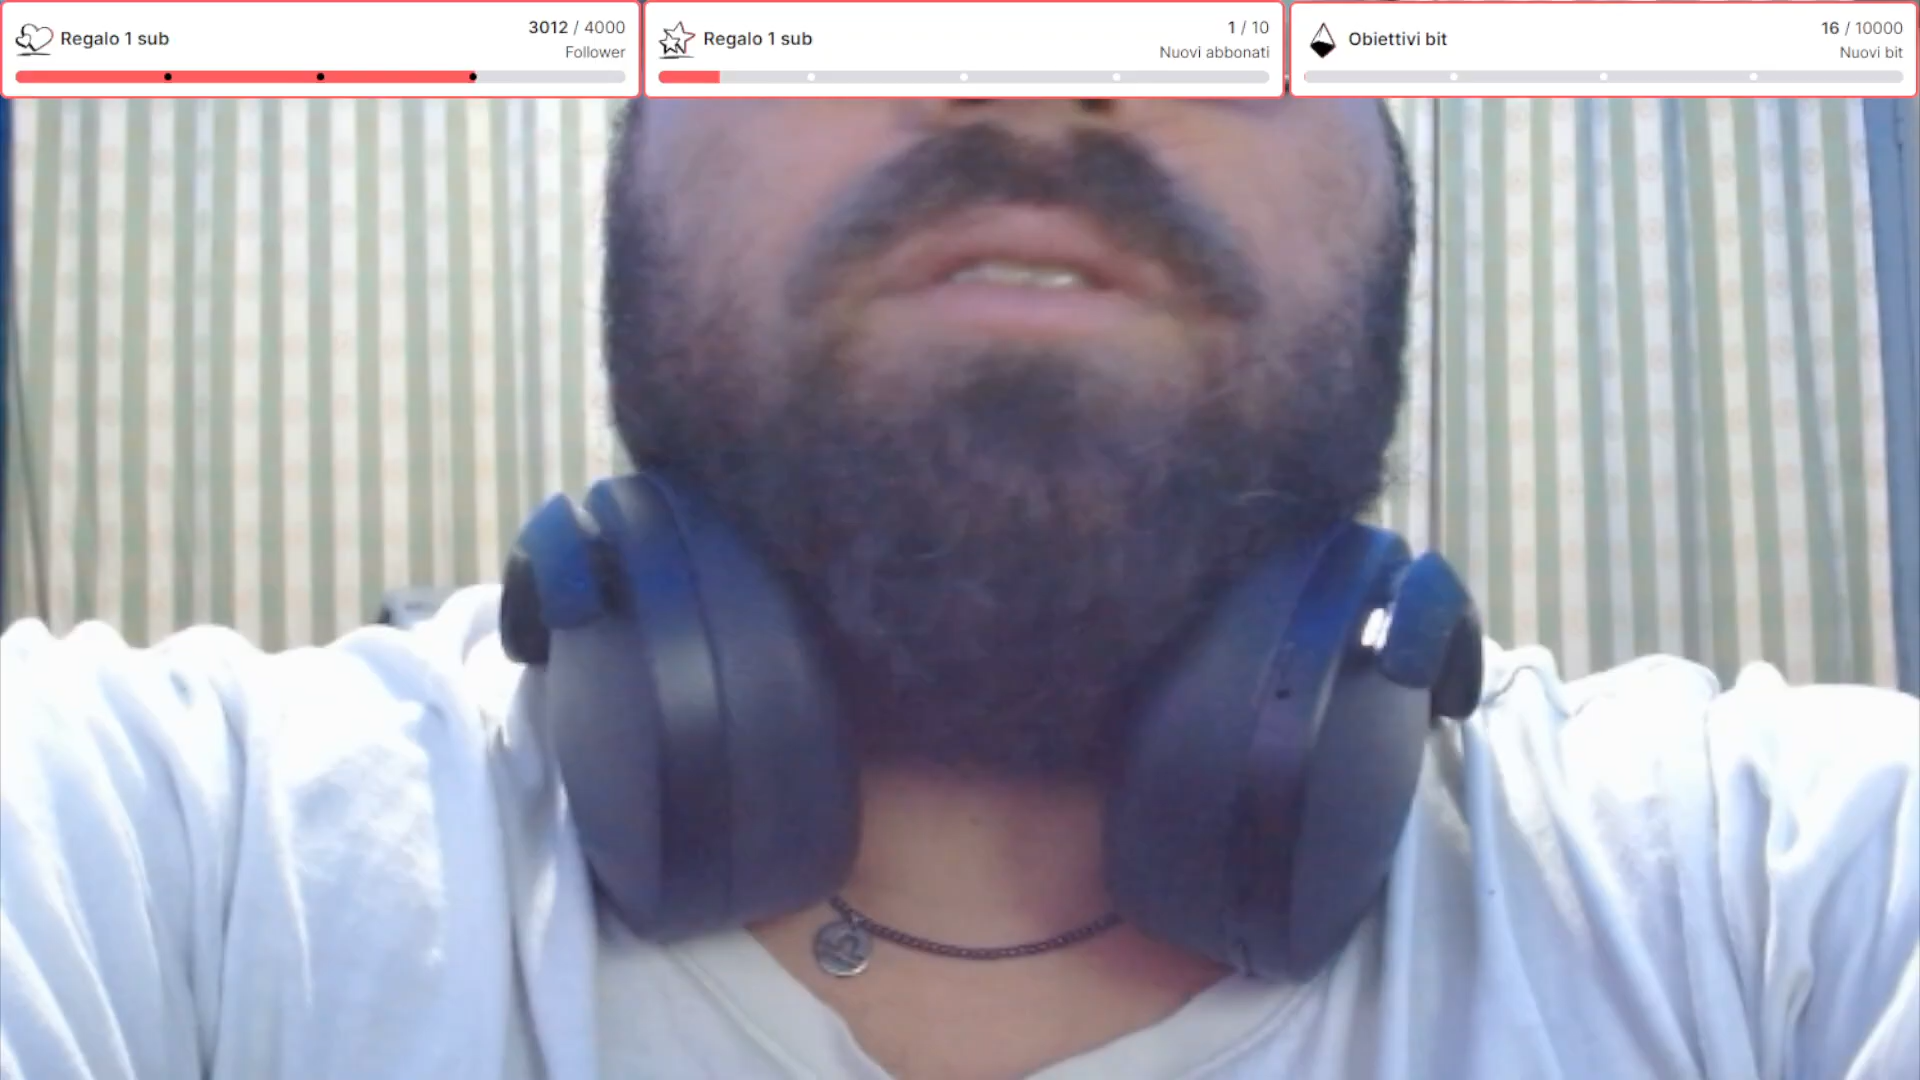 Regalo 1 sub
3012 / 4000
Follower
Regalo 1 sub
1 / 10
Nuovi abbonati
Obiettivi bit
16 / 10000
Nuovi bit